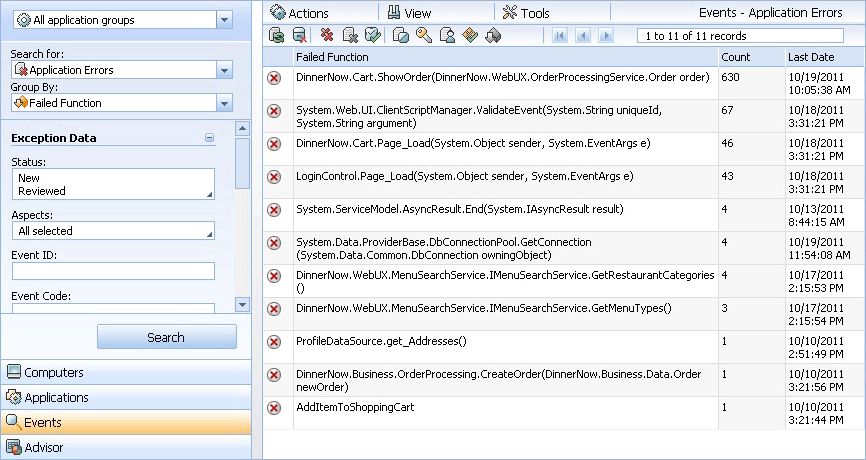 All application groups
Search for:
Application Errors
Group By:
Failed Function
Exception Data
Status:
New
Reviewed
Aspects:
All selected
Event ID:
Event Code:
Search
Computers
Applications
Events
Advisor
Actions View Tools Events - Application Errors
1 to 11 of 11 records
Failed Function Count Last Date
DinnerNow.Cart.ShowOrder(DinnerNow.WebUX.OrderProcessingService.Order order) 630 10/19/2011
10:05:38 AM
System.Web.UI.ClientScriptManager.ValidateEvent(System.String uniqueId, 67 10/18/2011
System.String argument) 3:31:21 PM
DinnerNow.Cart.Page_Load(System.Object sender, System.EventArgs e) 46 10/18/2011
3:31:21 PM
LoginControl.Page_Load(System.Object sender, System.EventArgs e) 43 10/18/2011
3:31:21 PM
System.ServiceModel.AsyncResult.End(System.IAsyncResult result) 4 10/13/2011
8:44:15 AM
System.Data.ProviderBase.DbConnectionPool.GetConnection 4 10/19/2011
(System.Data.Common.DbConnection owningObject) 11:54:08 AM
DinnerNow.WebUX.MenuSearchService.IMenuSearchService.GetRestaurantCategories 4 10/17/2011
() 2:15:53 PM
DinnerNow.WebUX.MenuSearchService.IMenuSearchService.GetMenuTypes() 3 10/17/2011
2:15:54 PM
ProfileDataSource.get_Addresses() 1 10/10/2011
2:51:49 PM
DinnerNow.Business.OrderProcessing.CreateOrder(DinnerNow.Business.Data.Order 1 10/10/2011
newOrder) 3:21:56 PM
AddItemToShoppingCart 1 10/10/2011
3:21:44 PM